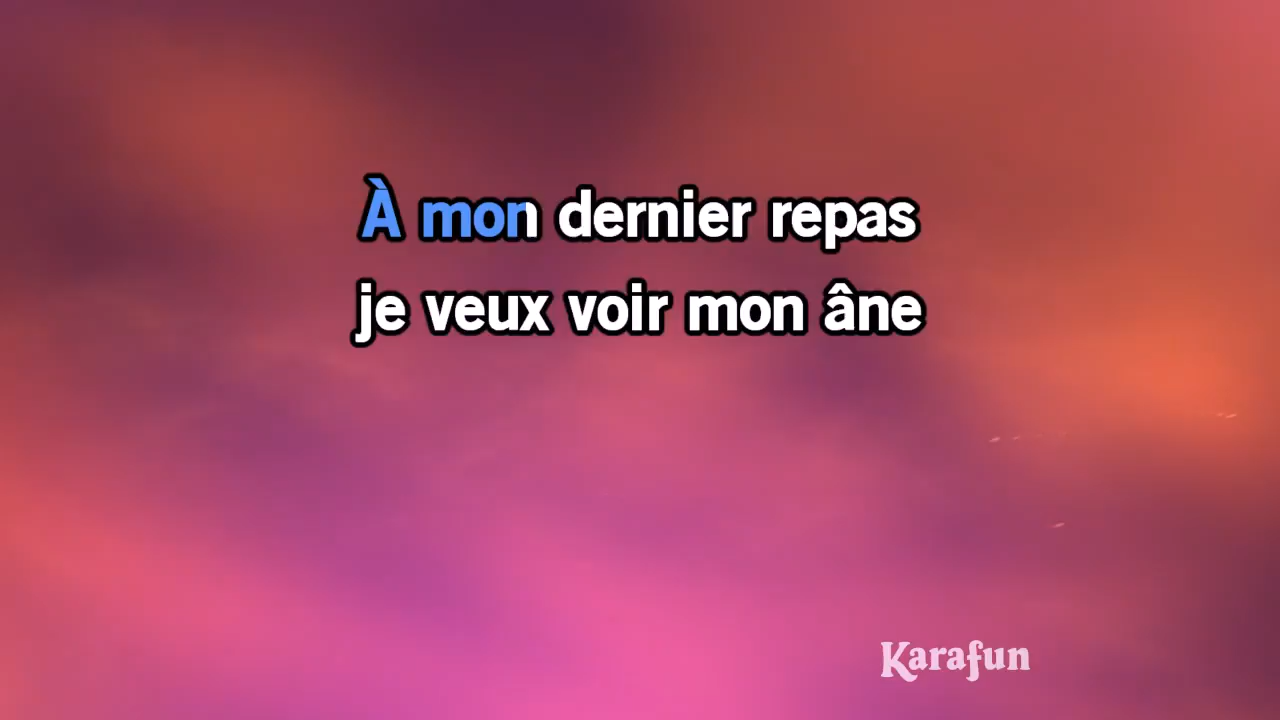 À mon dernier repas
je veux voir mon âne
Karafun